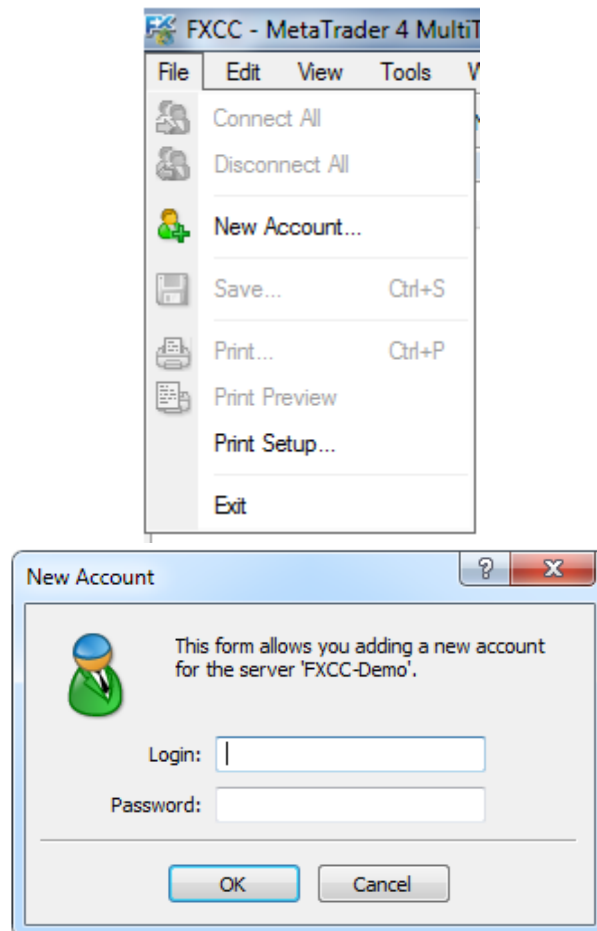 FXCC - MetaTrader 4 Multi
File Edit View Tools
Connect All
Disconnect All
New Account...
Save... Ctrl+S
Print... Ctrl+P
Print Preview
Print Setup...
Exit
New Account
This form allows you adding a new account
for the server 'FXCC-Demo'.
Login:
Password:
OK Cancel